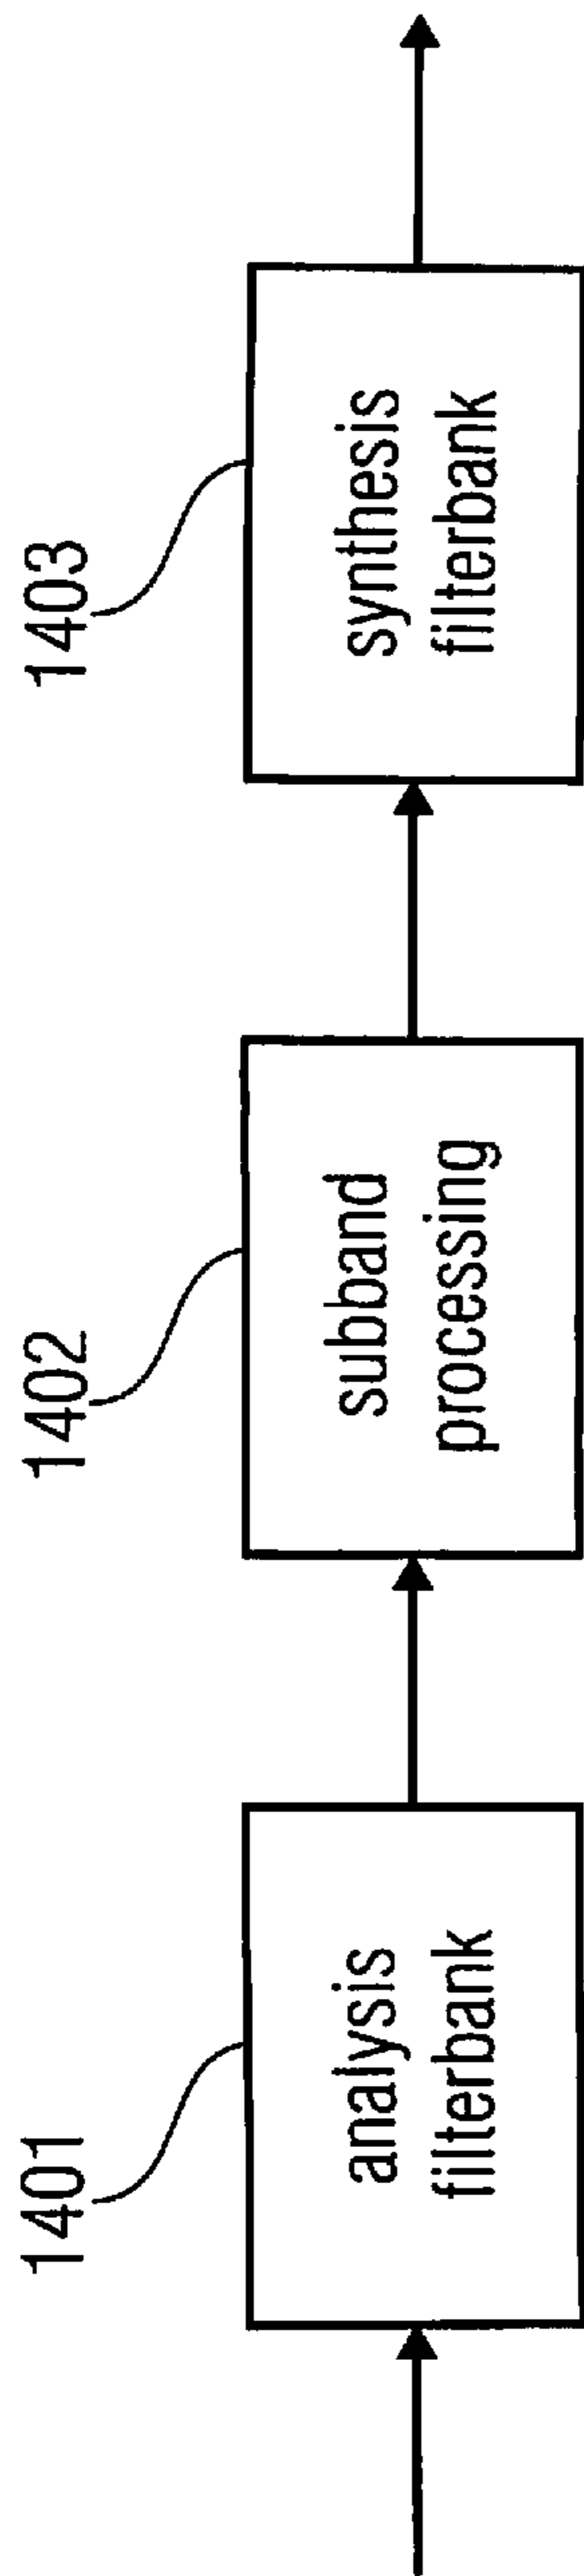 1401
analysis
filterbank
1402
subband
processing
1403
synthesis
filterbank